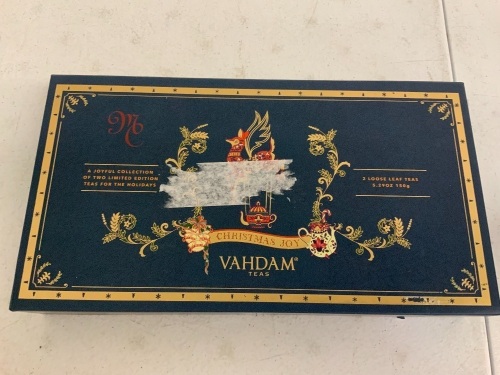 A JOYFUL COLLECTION
OF TWO LIMITED EDITION
TEAS FOR THE HOLIDAYS
2 LOOSE LEAF TEAS
5.29OZ 150g
CHRISTMAS JOY
VAHDAM®
TEAS